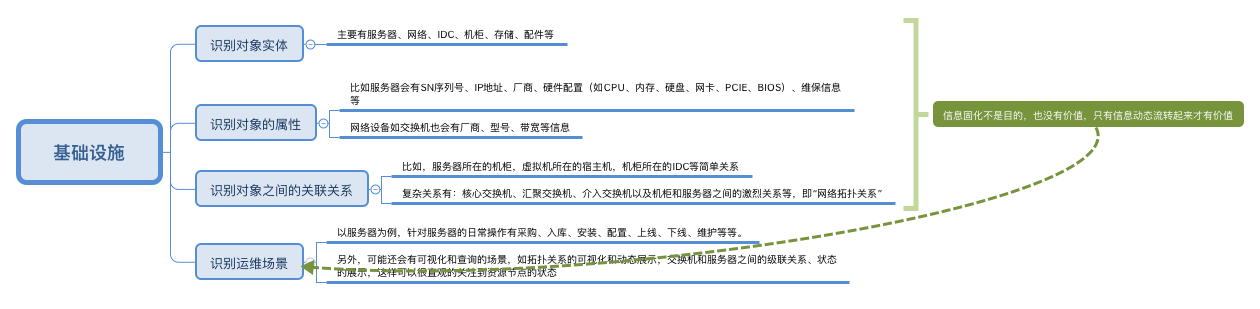 基础设施
识别对象实体
主要有服务器、网络、IDC、机柜、存储、配件等
识别对象的属性
比如服务器会有SN序列号、IP地址、厂商、硬件配置（如CPU、内存、硬盘、网卡、PCIE、BIOS）、维保信息
等
网络设备如交换机也会有厂商、型号、带宽等信息
识别对象之间的关联关系
比如，服务器所在的机柜，虚拟机所在的宿主机，机柜所在的IDC等简单关系
复杂关系有：核心交换机、汇聚交换机、介入交换机以及机柜和服务器之间的激烈关系等，即“网络拓扑关系”
识别运维场景
以服务器为例，针对服务器的日常操作有采购、入库、安装、配置、上线、下线、维护等等。
另外，可能还会有可视化和查询的场景，如拓扑关系的可视化和动态展示，交换机和服务器之间的级联关系、状态
的展示，这样可以很直观的关注到资源节点的状态
信息固化不是目的，也没有价值，只有信息动态流转起来才有价值